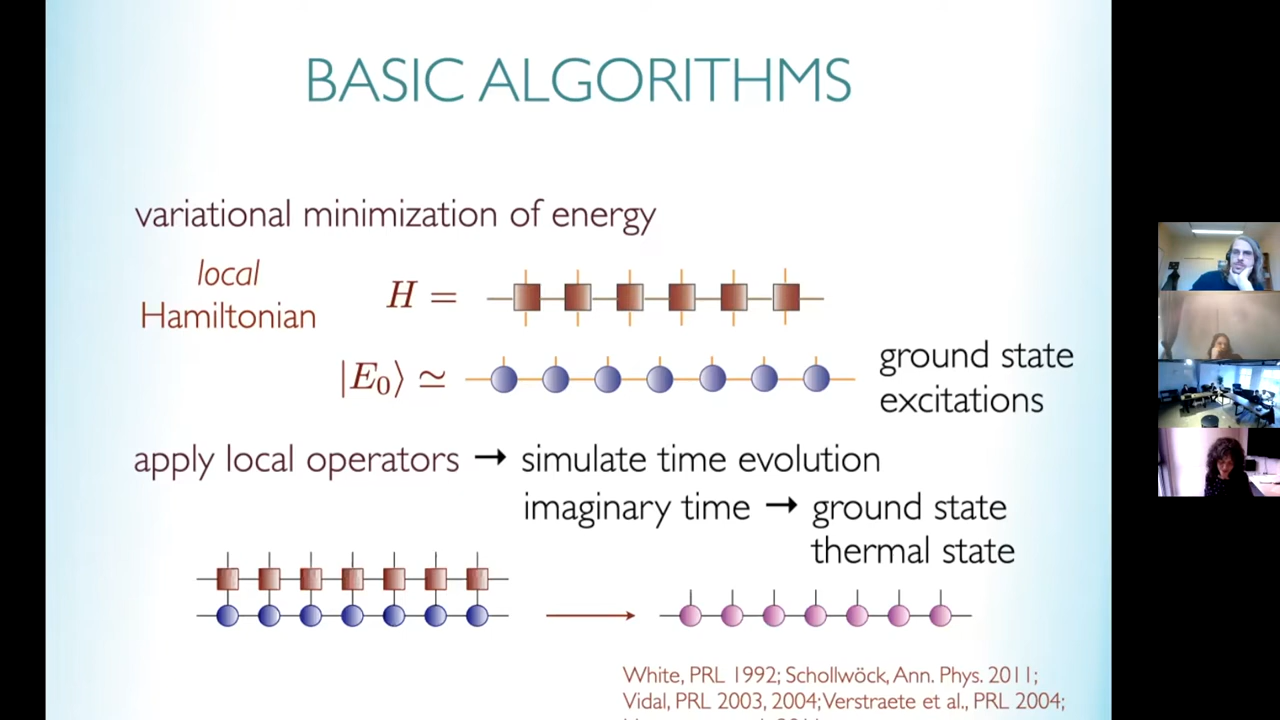 BASIC ALGORITHMS
variational minimization of energy
local
Hamiltonian
H =
|E₀⟩ ≃
ground state
excitations
apply local operators → simulate time evolution
imaginary time → ground state
thermal state
White, PRL 1992; Schollwöck, Ann. Phys. 2011;
Vidal, PRL 2003, 2004; Verstraete et al., PRL 2004;